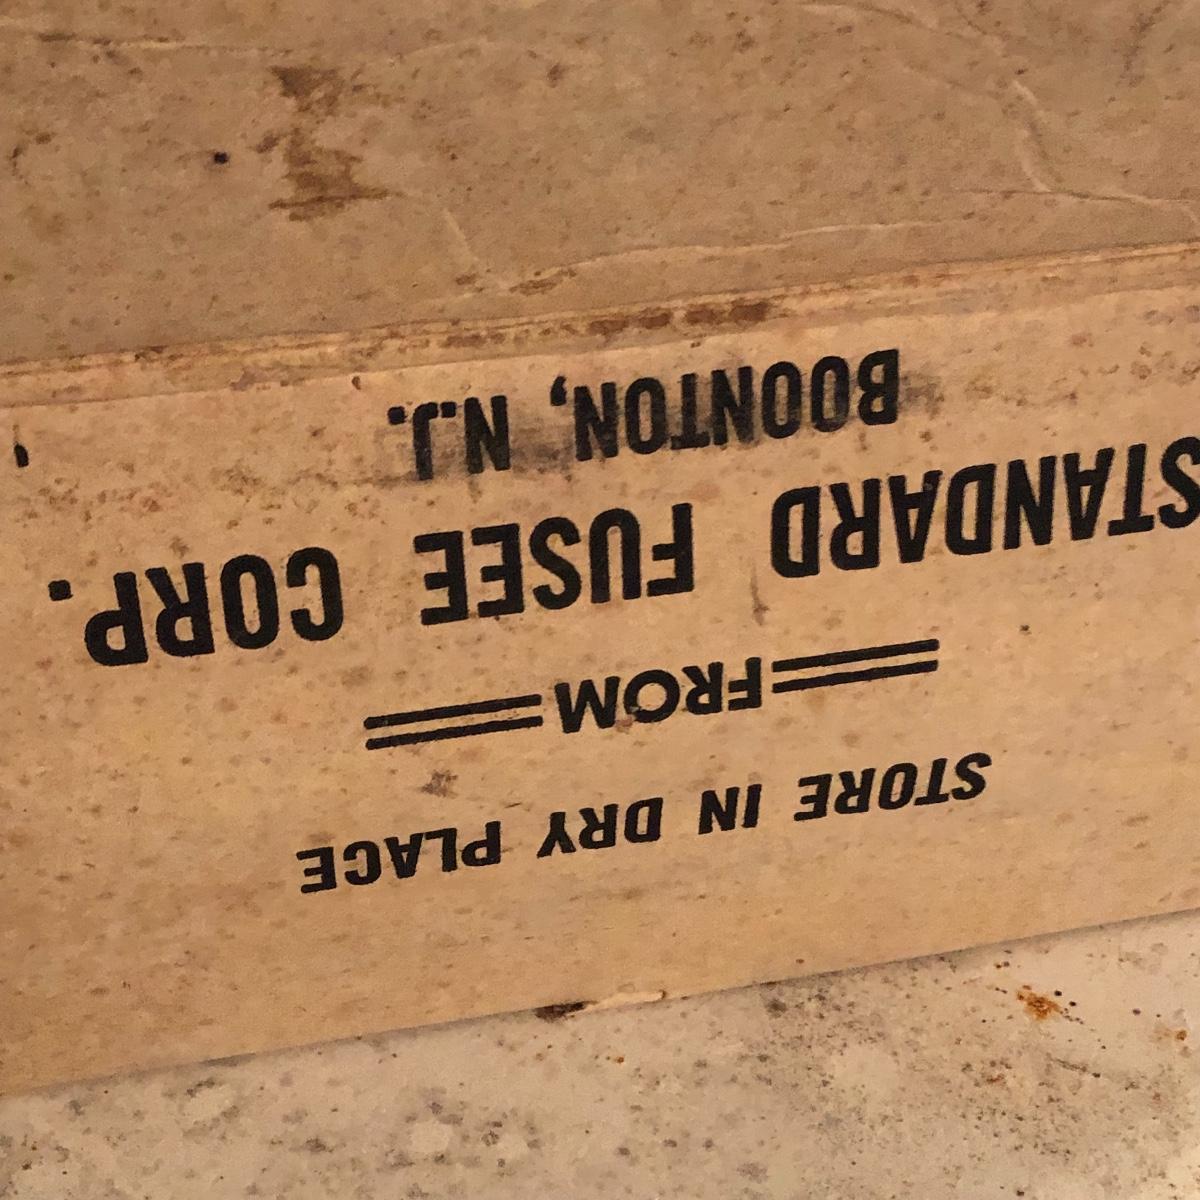 STORE IN DRY PLACE
FROM
STANDARD FUSEE CORP.
BOONTON, N.J.